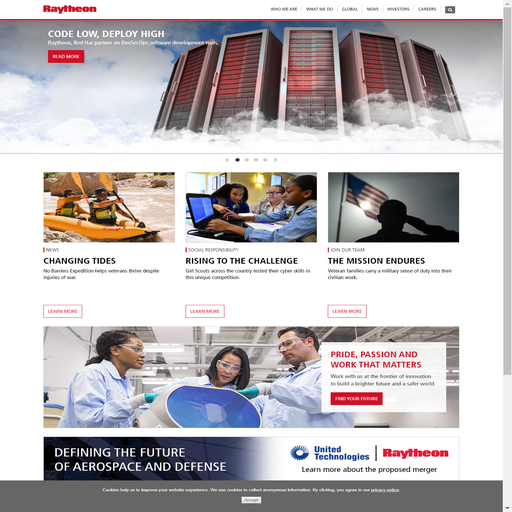 Raytheon
WHO WE ARE WHAT WE DO GLOBAL NEWS INVESTORS CAREERS
CODE LOW, DEPLOY HIGH
Raytheon, Red Hat partner on DevSecOps software development tools.
READ MORE
NEWS
CHANGING TIDES
No Barriers Expedition helps veterans thrive despite
injuries of war.
LEARN MORE
SOCIAL RESPONSIBILITY
RISING TO THE CHALLENGE
Girl Scouts across the country tested their cyber skills in
this unique competition.
LEARN MORE
JOIN OUR TEAM
THE MISSION ENDURES
Veteran families carry a military sense of duty into their
civilian work.
LEARN MORE
PRIDE, PASSION AND
WORK THAT MATTERS
Work with us at the frontier of innovation
to build a brighter future and a safer world.
FIND YOUR FUTURE
DEFINING THE FUTURE
OF AEROSPACE AND DEFENSE
United
Technologies
Raytheon
Learn more about the proposed merger
Cookies help us to improve your website experience. We use cookies to collect anonymous information. By clicking, you agree to our privacy policy.
Accept